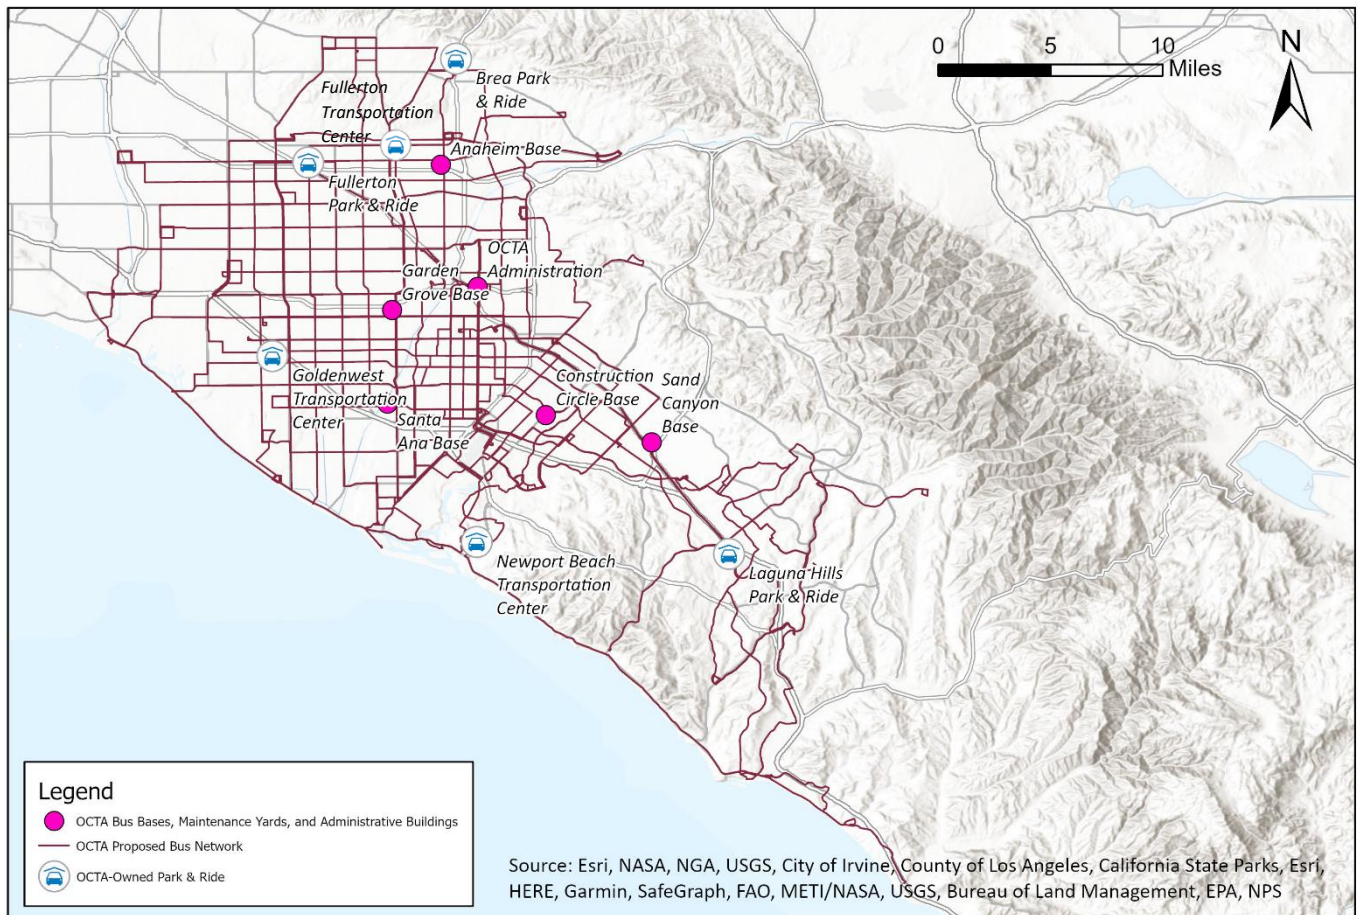 0 5 10
Miles
N
Brea Park
& Ride
Fullerton
Transportation
Center
Anaheim Base
Fullerton
Park & Ride
OCTA
Administration
Garden
Grove Base
Goldenwest
Transportation
Center
Santa
Ana Base
Construction
Circle Base
Sand
Canyon
Base
Newport Beach
Transportation
Center
Laguna Hills
Park & Ride
Legend
OCTA Bus Bases, Maintenance Yards, and Administrative Buildings
OCTA Proposed Bus Network
OCTA-Owned Park & Ride
Source: Esri, NASA, NGA, USGS, City of Irvine, County of Los Angeles, California State Parks, Esri,
HERE, Garmin, SafeGraph, FAO, METI/NASA, USGS, Bureau of Land Management, EPA, NPS